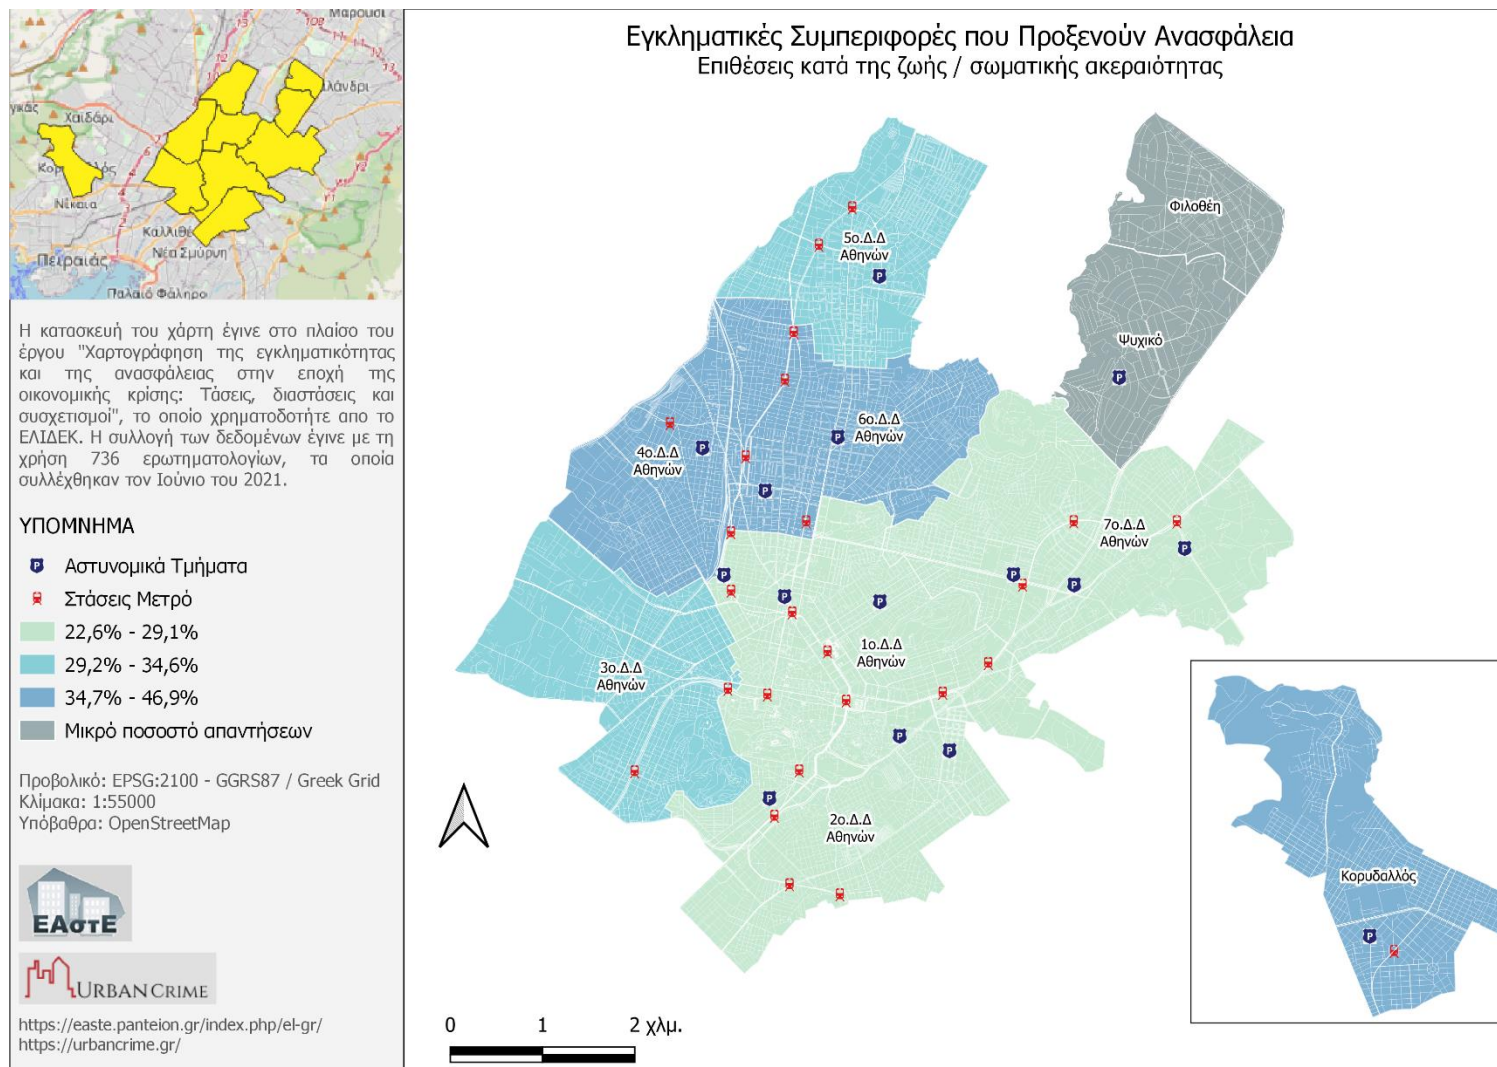 Εγκληματικές Συμπεριφορές που Προξενούν Ανασφάλεια
Επιθέσεις κατά της ζωής / σωματικής ακεραιότητας
Μαρούσι
Χαϊδάρι
Νίκαια
Νέα Σμύρνη
Πειραιάς
Παλαιό Φάληρο
Η κατασκευή του χάρτη έγινε στο πλαίσο του
έργου "Χαρτογράφηση της εγκληματικότητας
και της ανασφάλειας στην εποχή της
οικονομικής κρίσης: Τάσεις, διαστάσεις και
συσχετισμοί", το οποίο χρηματοδοτήτε απο το
ΕΛΙΔΕΚ. Η συλλογή των δεδομένων έγινε με τη
χρήση 736 ερωτηματολογίων, τα οποία
συλλέχθηκαν τον Ιούνιο του 2021.
ΥΠΟΜΝΗΜΑ
Αστυνομικά Τμήματα
Στάσεις Μετρό
22,6% - 29,1%
29,2% - 34,6%
34,7% - 46,9%
Μικρό ποσοστό απαντήσεων
Προβολικό: EPSG:2100 - GGRS87 / Greek Grid
Κλίμακα: 1:55000
Υπόβαθρα: OpenStreetMap
ΕΑστΕ
URBAN CRIME
https://easte.panteion.gr/index.php/el-gr/
https://urbancrime.gr/
Φιλοθέη
5ο.Δ.Δ
Αθηνών
Ψυχικό
6ο.Δ.Δ
Αθηνών
4ο.Δ.Δ
Αθηνών
7ο.Δ.Δ
Αθηνών
1ο.Δ.Δ
Αθηνών
3ο.Δ.Δ
Αθηνών
2ο.Δ.Δ
Αθηνών
Κορυδαλλός
0 1 2 χλμ.